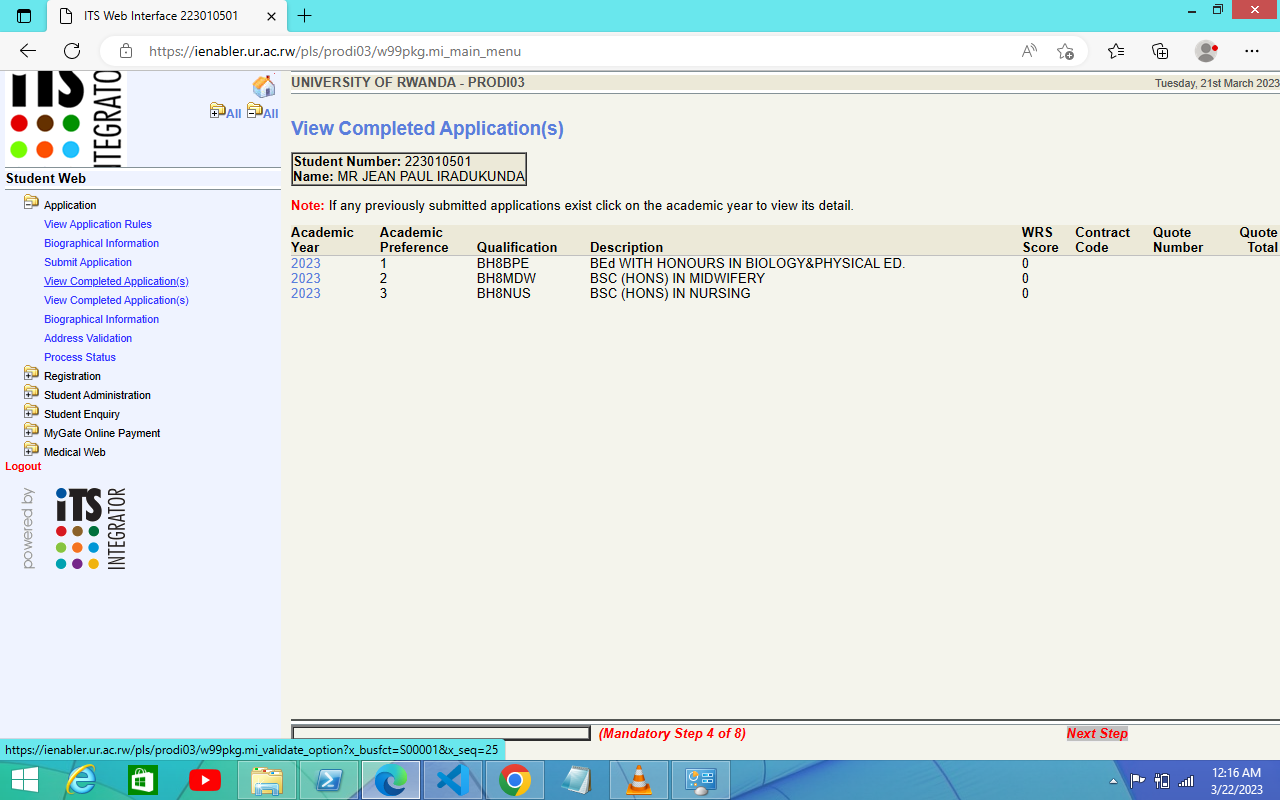 ITS Web Interface 223010501
https://ienabler.ur.ac.rw/pls/prodi03/w99pkg.mi_main_menu
iTS INTEGRATOR
All All
Student Web
Application
View Application Rules
Biographical Information
Submit Application
View Completed Application(s)
View Completed Application(s)
Biographical Information
Address Validation
Process Status
Registration
Student Administration
Student Enquiry
MyGate Online Payment
Medical Web
Logout
powered by iTS INTEGRATOR
UNIVERSITY OF RWANDA - PRODI03 Tuesday, 21st March 2023
View Completed Application(s)
Student Number: 223010501
Name: MR JEAN PAUL IRADUKUNDA
Note: If any previously submitted applications exist click on the academic year to view its detail.
Academic Year Academic Preference Qualification Description WRS Score Contract Code Quote Number Quote Total
2023 1 BH8BPE BEd WITH HONOURS IN BIOLOGY&PHYSICAL ED. 0
2023 2 BH8MDW BSC (HONS) IN MIDWIFERY 0
2023 3 BH8NUS BSC (HONS) IN NURSING 0
(Mandatory Step 4 of 8) Next Step
https://ienabler.ur.ac.rw/pls/prodi03/w99pkg.mi_validate_option?x_busfct=S00001&x_seq=25
12:16 AM
3/22/2023